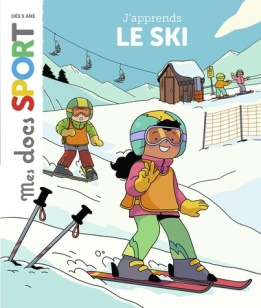 DÈS 5 ANS
Mes docs SPORT
J'apprends
LE SKI